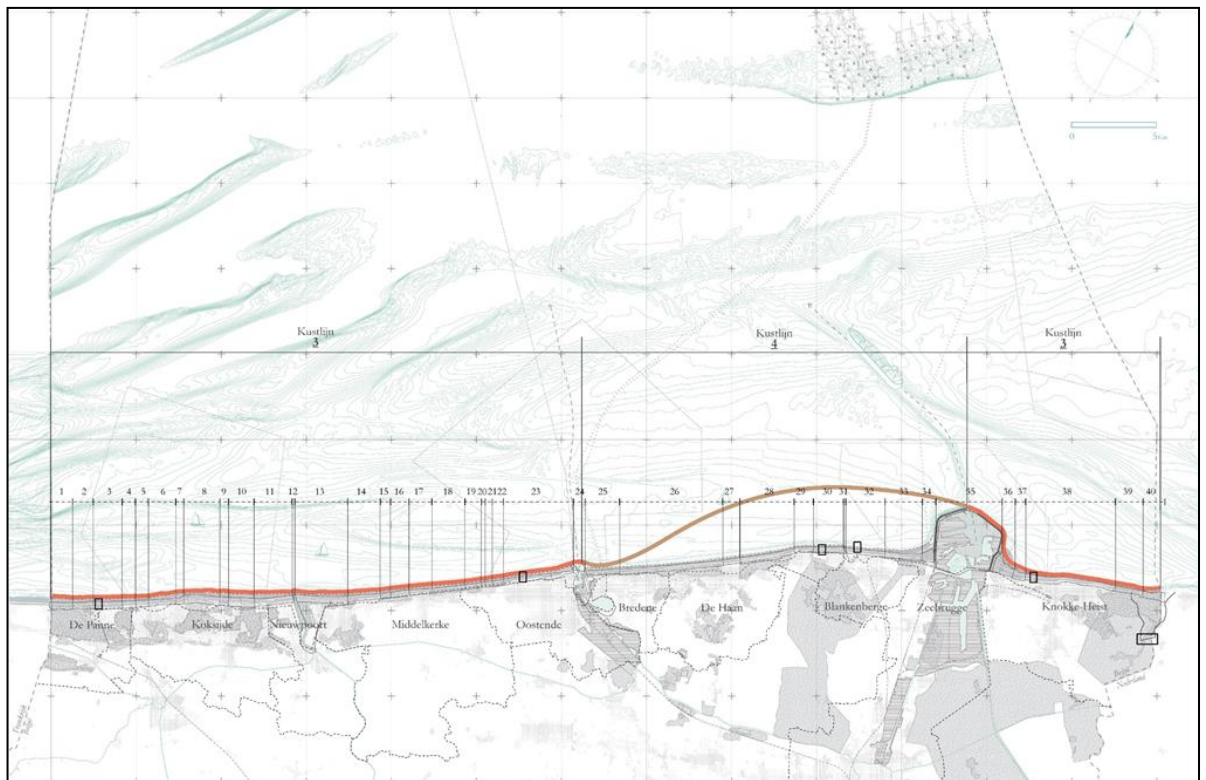 0 5
Kustlijn
3
Kustlijn
4
Kustlijn
3
1 2 3 4 5 6 7 8 9 10 11 12 13 14 15 16 17 18 19 20 21 22 23 24 25 26 27 28 29 30 31 32 33 34 35 36 37 38 39 40
De Panne
Koksijde
Nieuwpoort
Middelkerke
Oostende
Bredene
De Haan
Blankenberge
Zeebrugge
Knokke-Heist
Nederland